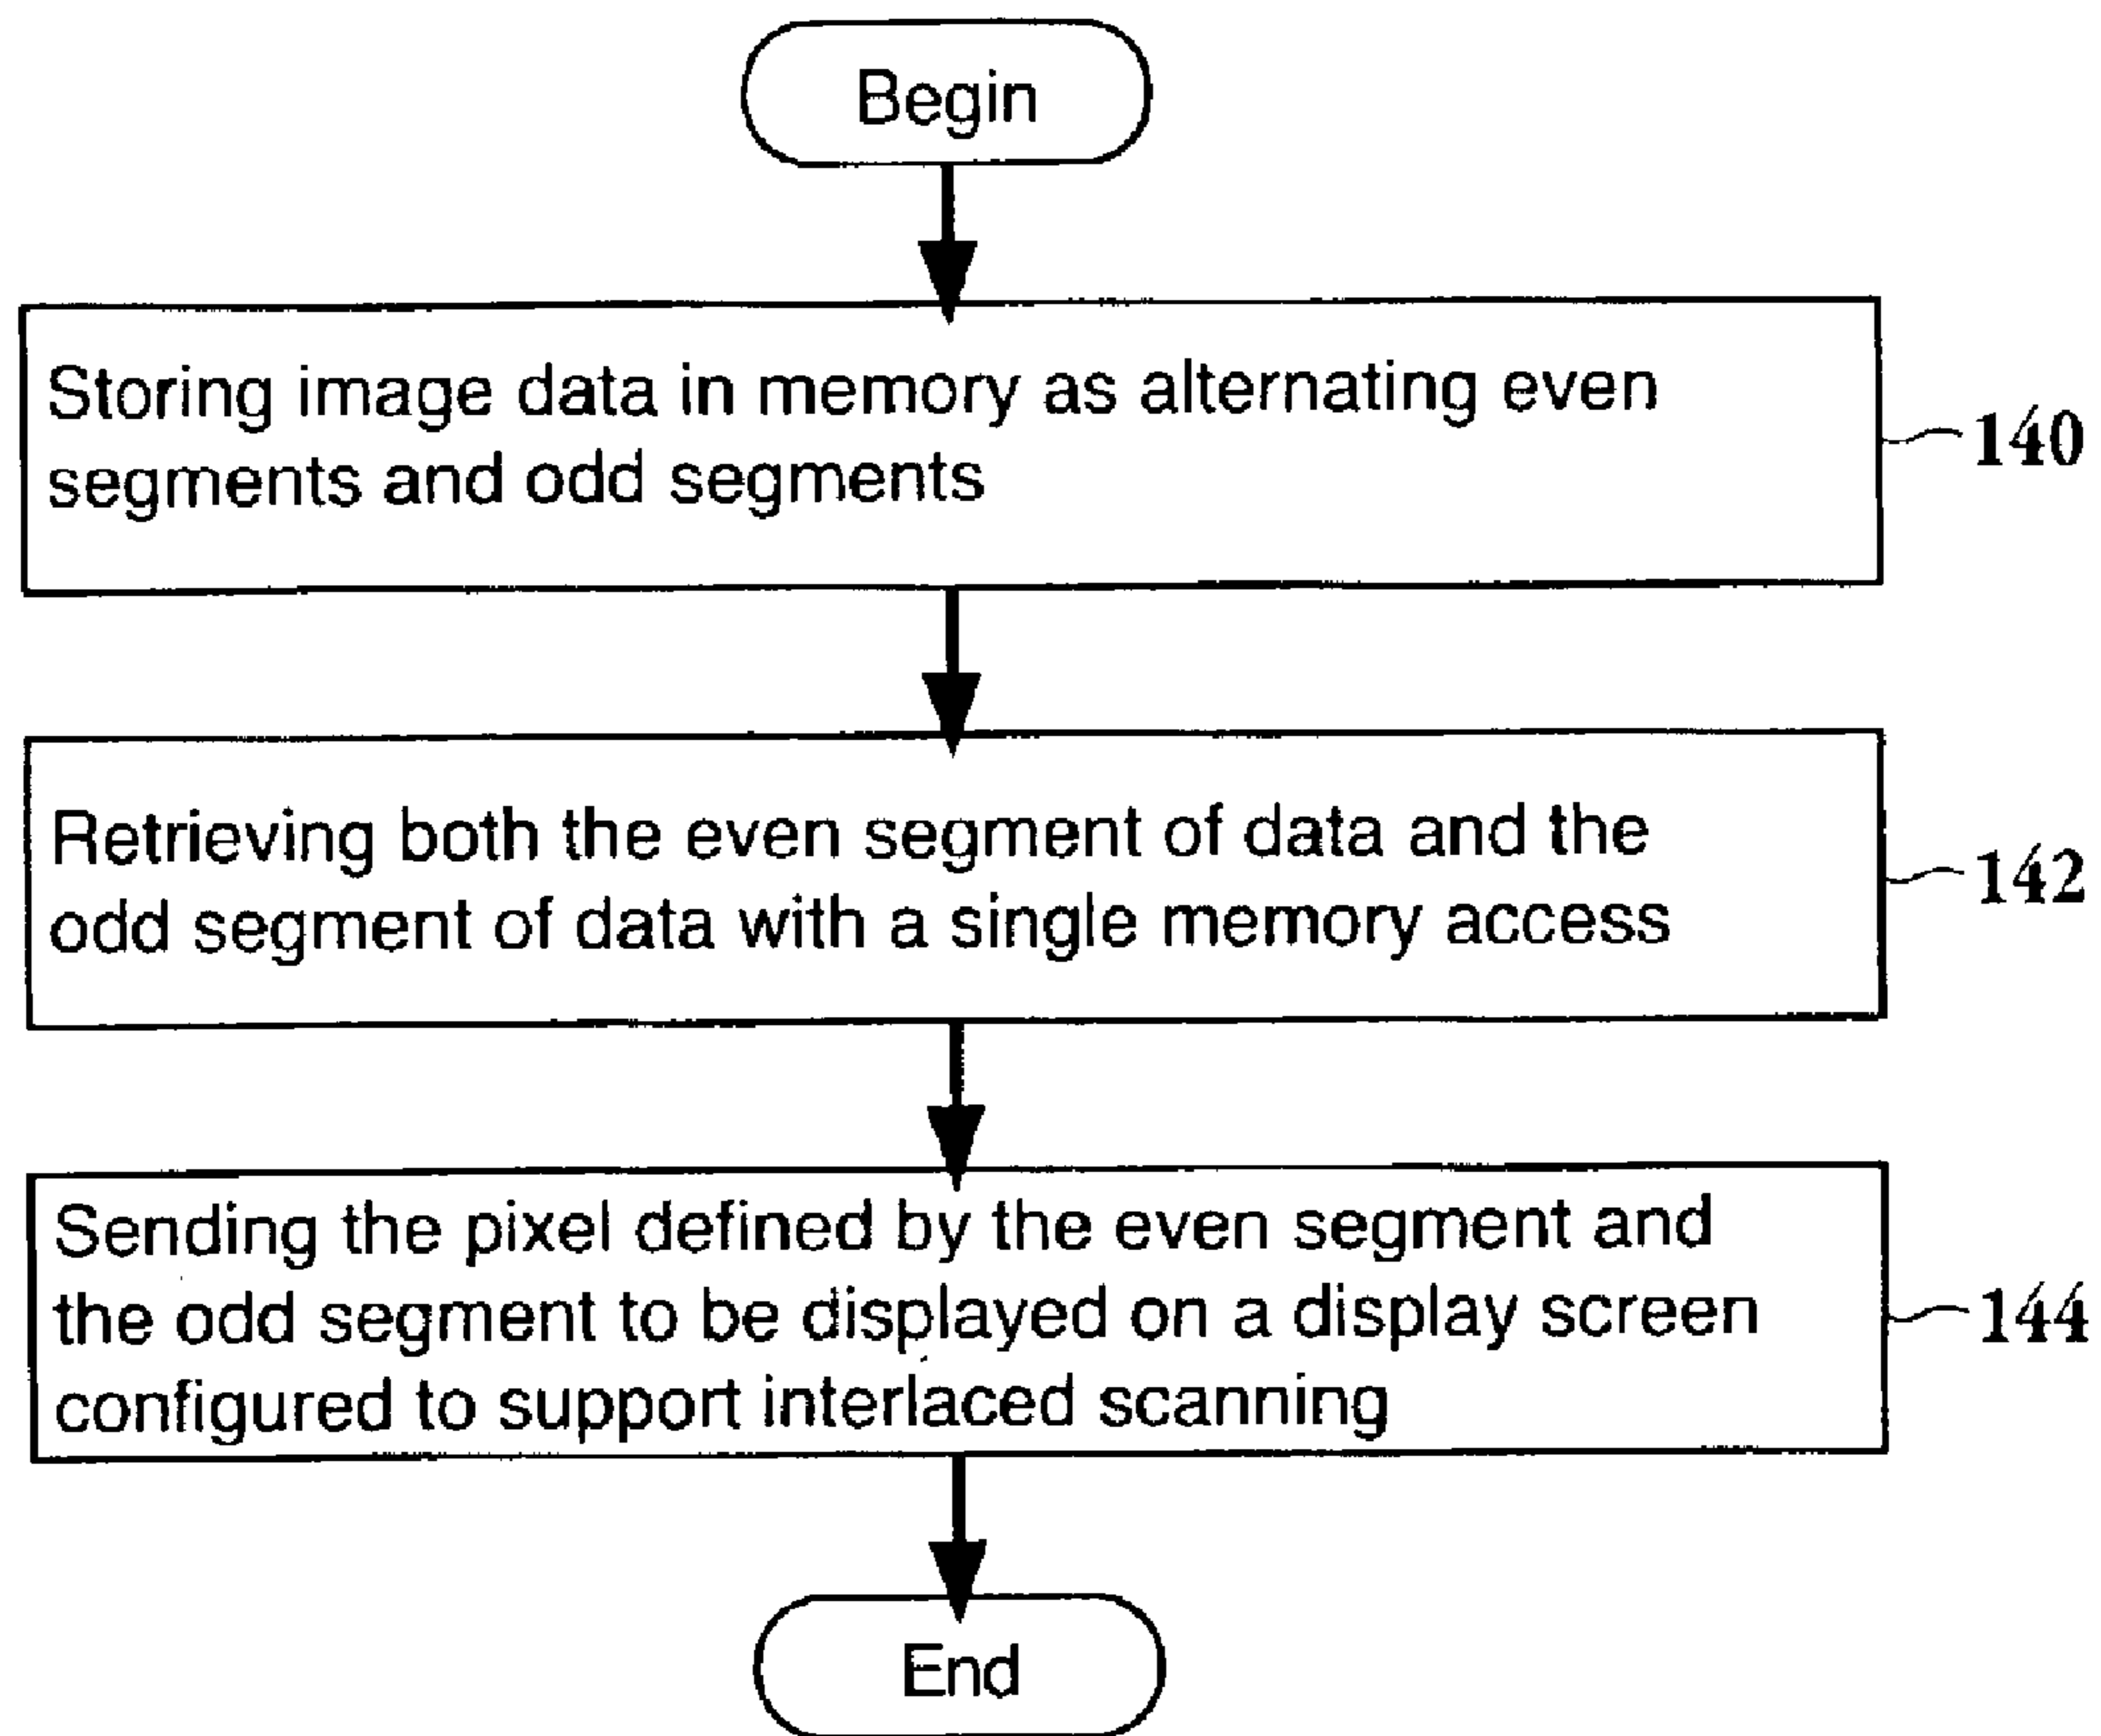 Begin
Storing image data in memory as alternating even
segments and odd segments
140
Retrieving both the even segment of data and the
odd segment of data with a single memory access
142
Sending the pixel defined by the even segment and
the odd segment to be displayed on a display screen
configured to support interlaced scanning
144
End